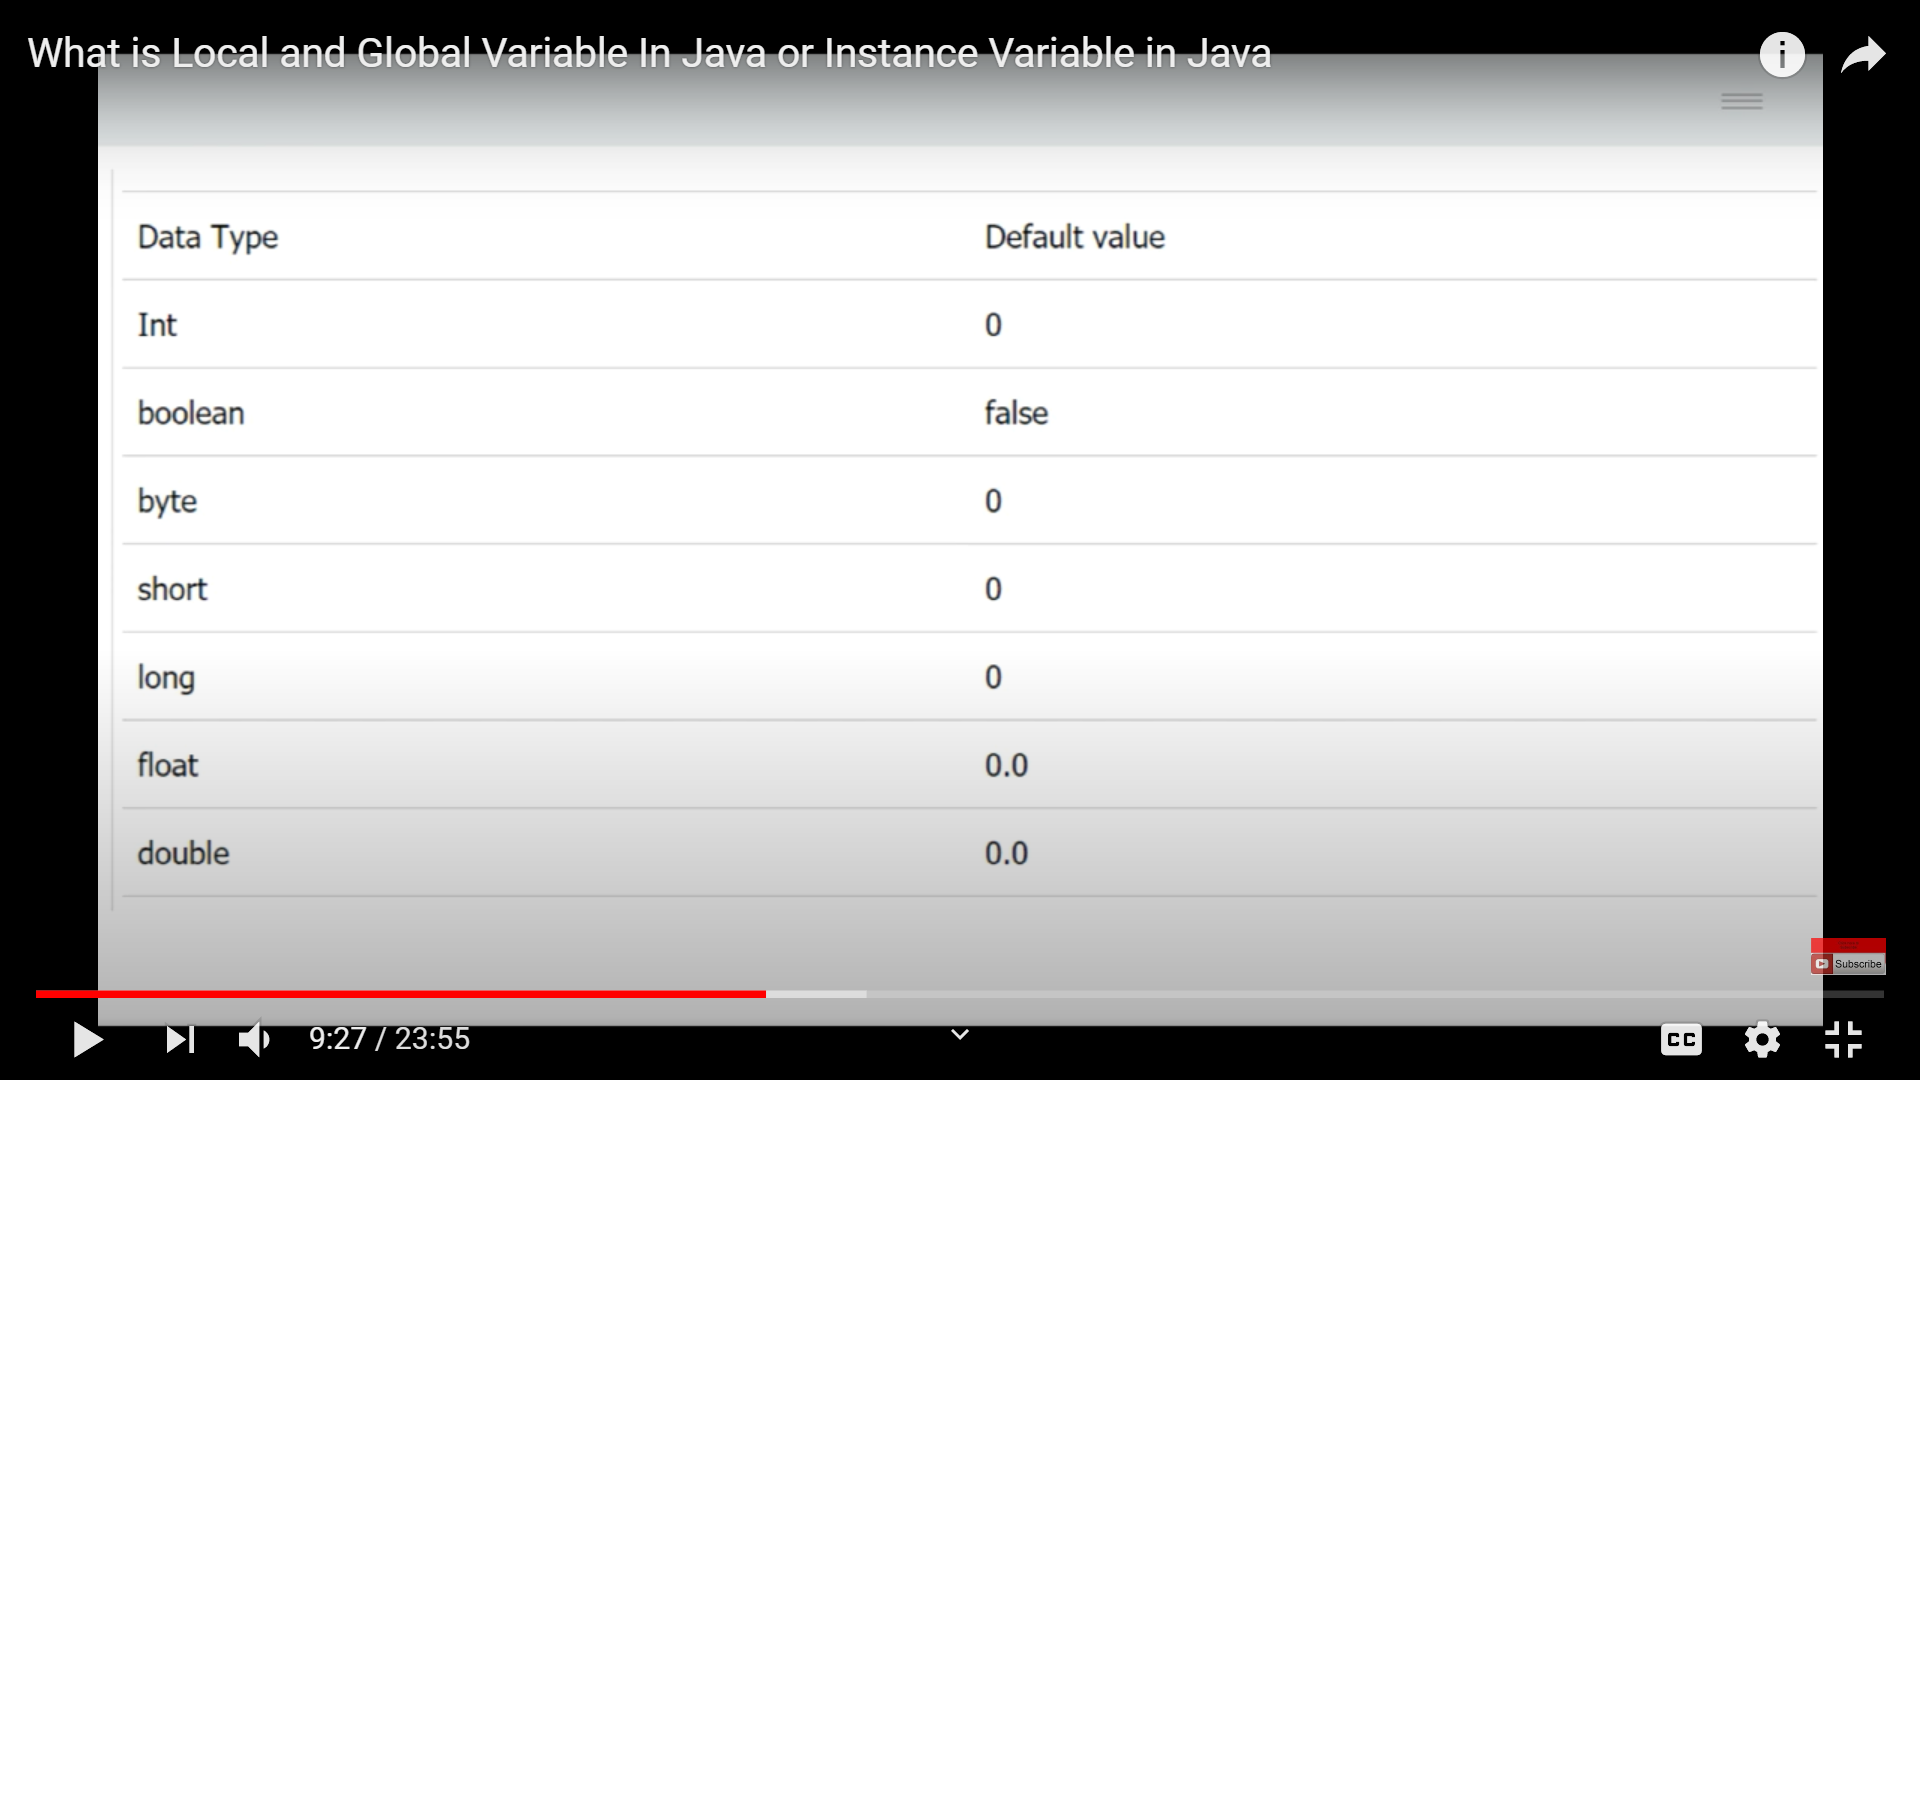 What is Local and Global Variable In Java or Instance Variable in Java
Data Type Default value
Int 0
boolean false
byte 0
short 0
long 0
float 0.0
double 0.0
Subscribe
9:27 / 23:55
CC